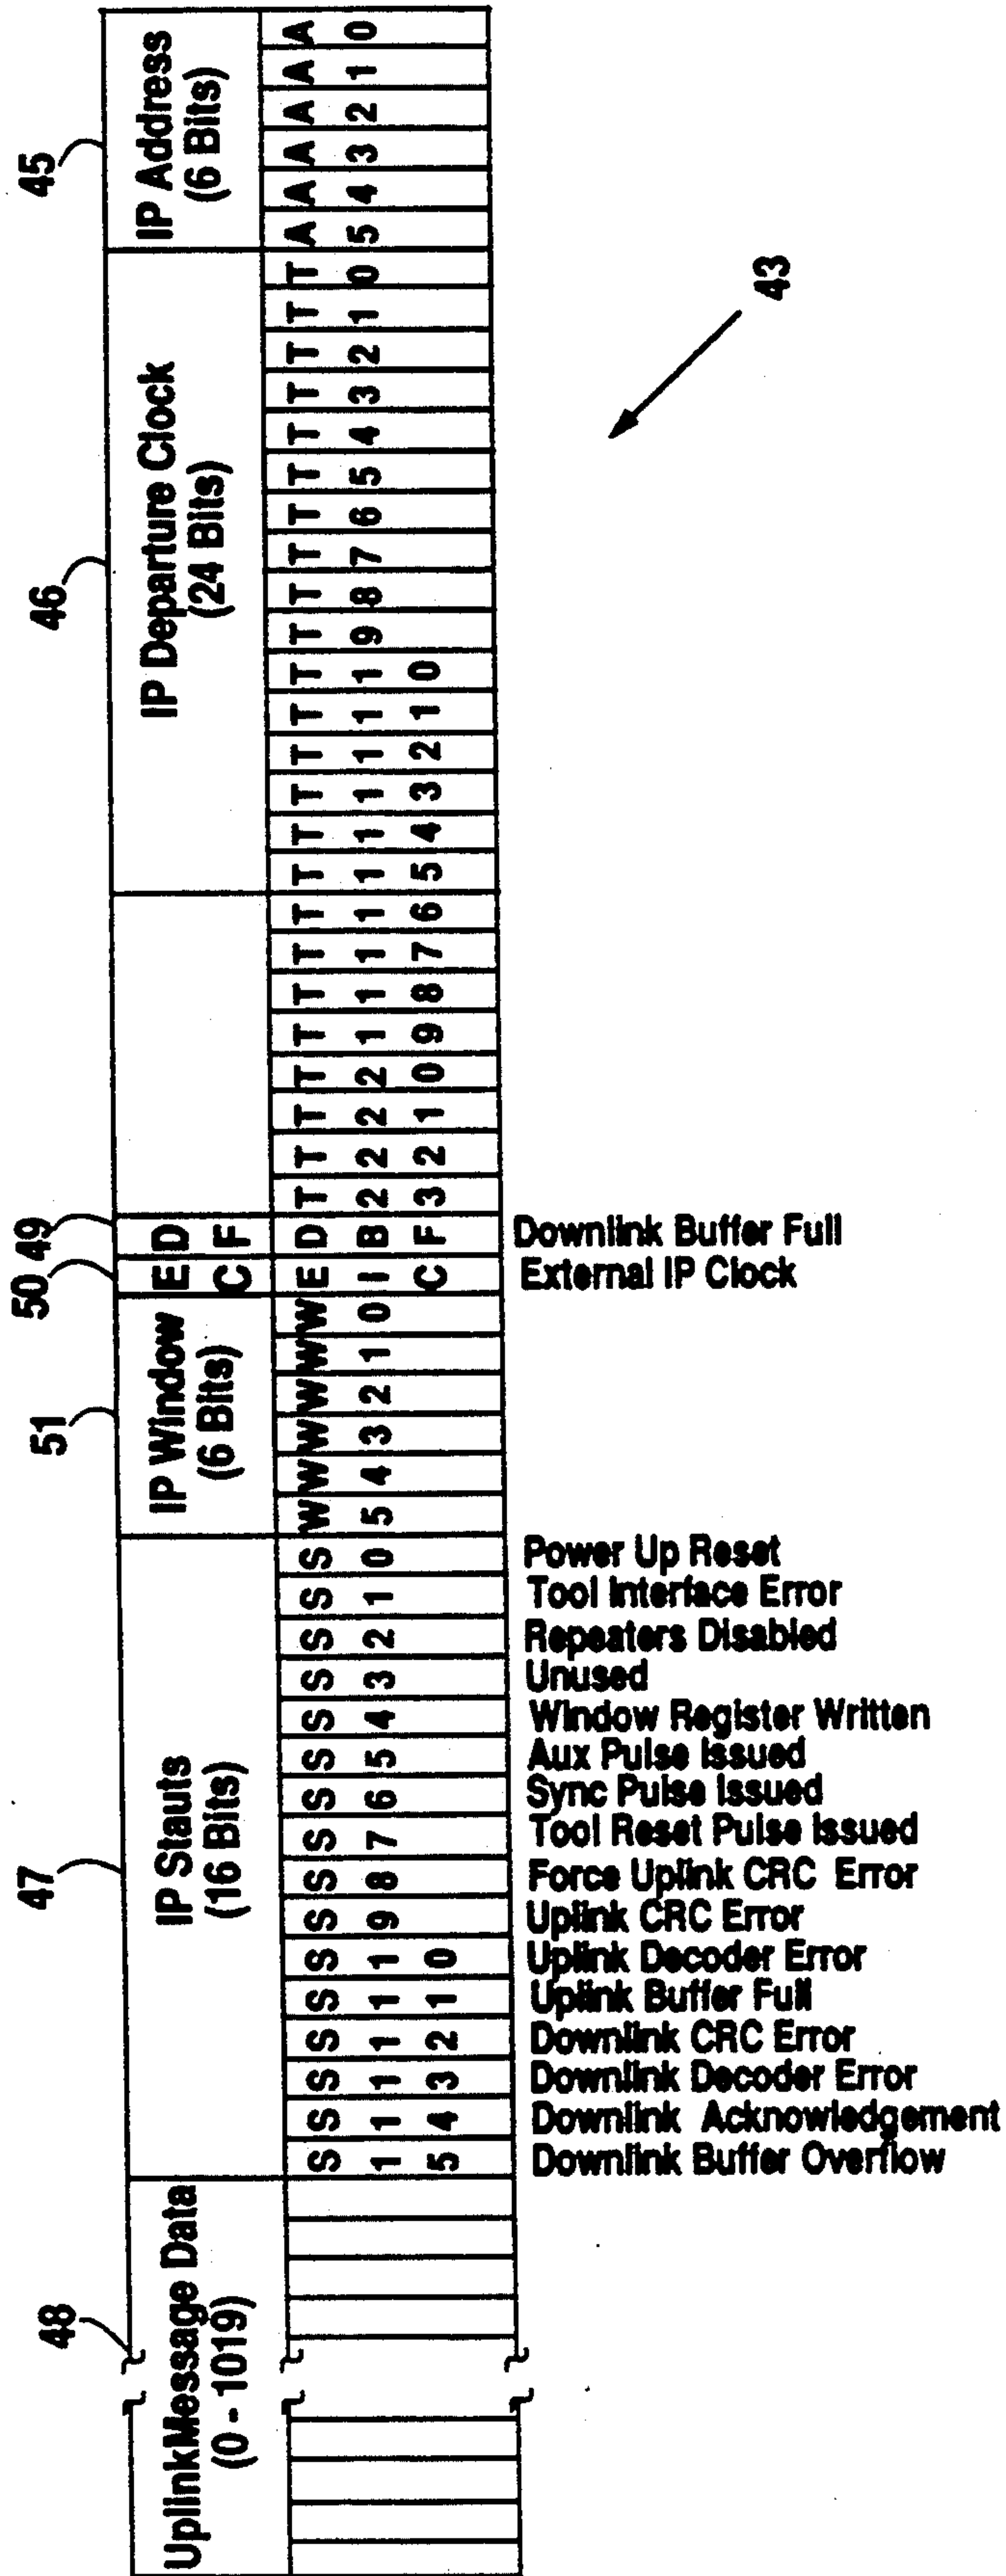 48 47 51 50 49 46 45
UplinkMessage Data
(0 - 1019)
IP Stauts
(16 Bits)
IP Window
(6 Bits)
E D
C F
IP Departure Clock
(24 Bits)
IP Address
(6 Bits)
S S S S S S S S S S S S S S S S W W W W W W E D T T T T T T T T T T T T T T T T T T T T T T T T A A A A A A
1 1 1 1 1 1 9 8 7 6 5 4 3 2 1 0 5 4 3 2 1 0 I B 2 2 2 2 1 1 1 1 1 1 1 1 1 1 9 8 7 6 5 4 3 2 1 0 5 4 3 2 1 0
5 4 3 2 1 0 C F 3 2 1 0 9 8 7 6 5 4 3 2 1 0
Downlink Buffer Full
External IP Clock
Power Up Reset
Tool Interface Error
Repeaters Disabled
Unused
Window Register Written
Aux Pulse Issued
Sync Pulse Issued
Tool Reset Pulse Issued
Force Uplink CRC Error
Uplink CRC Error
Uplink Decoder Error
Uplink Buffer Full
Downlink CRC Error
Downlink Decoder Error
Downlink Acknowledgement
Downlink Buffer Overflow
43